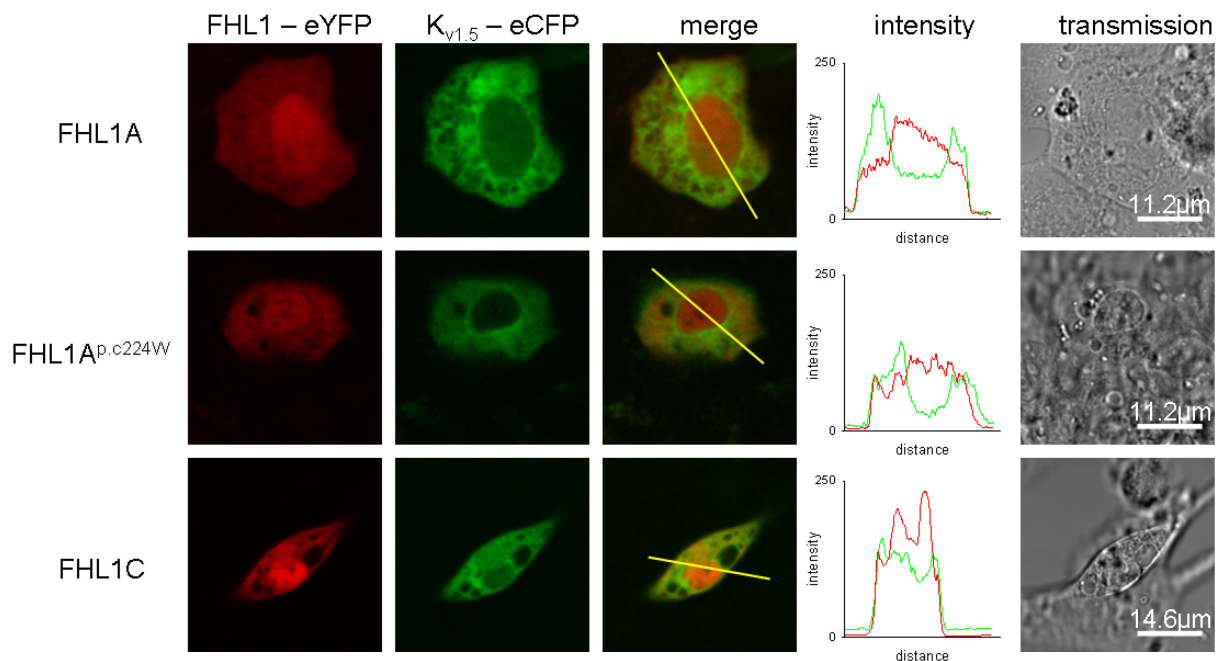 FHL1 – eYFP Kv1.5 – eCFP merge intensity transmission
FHL1A
250
intensity
0
distance
11.2µm
FHL1Ap.c224W
250
intensity
0
distance
11.2µm
FHL1C
250
intensity
0
distance
14.6µm